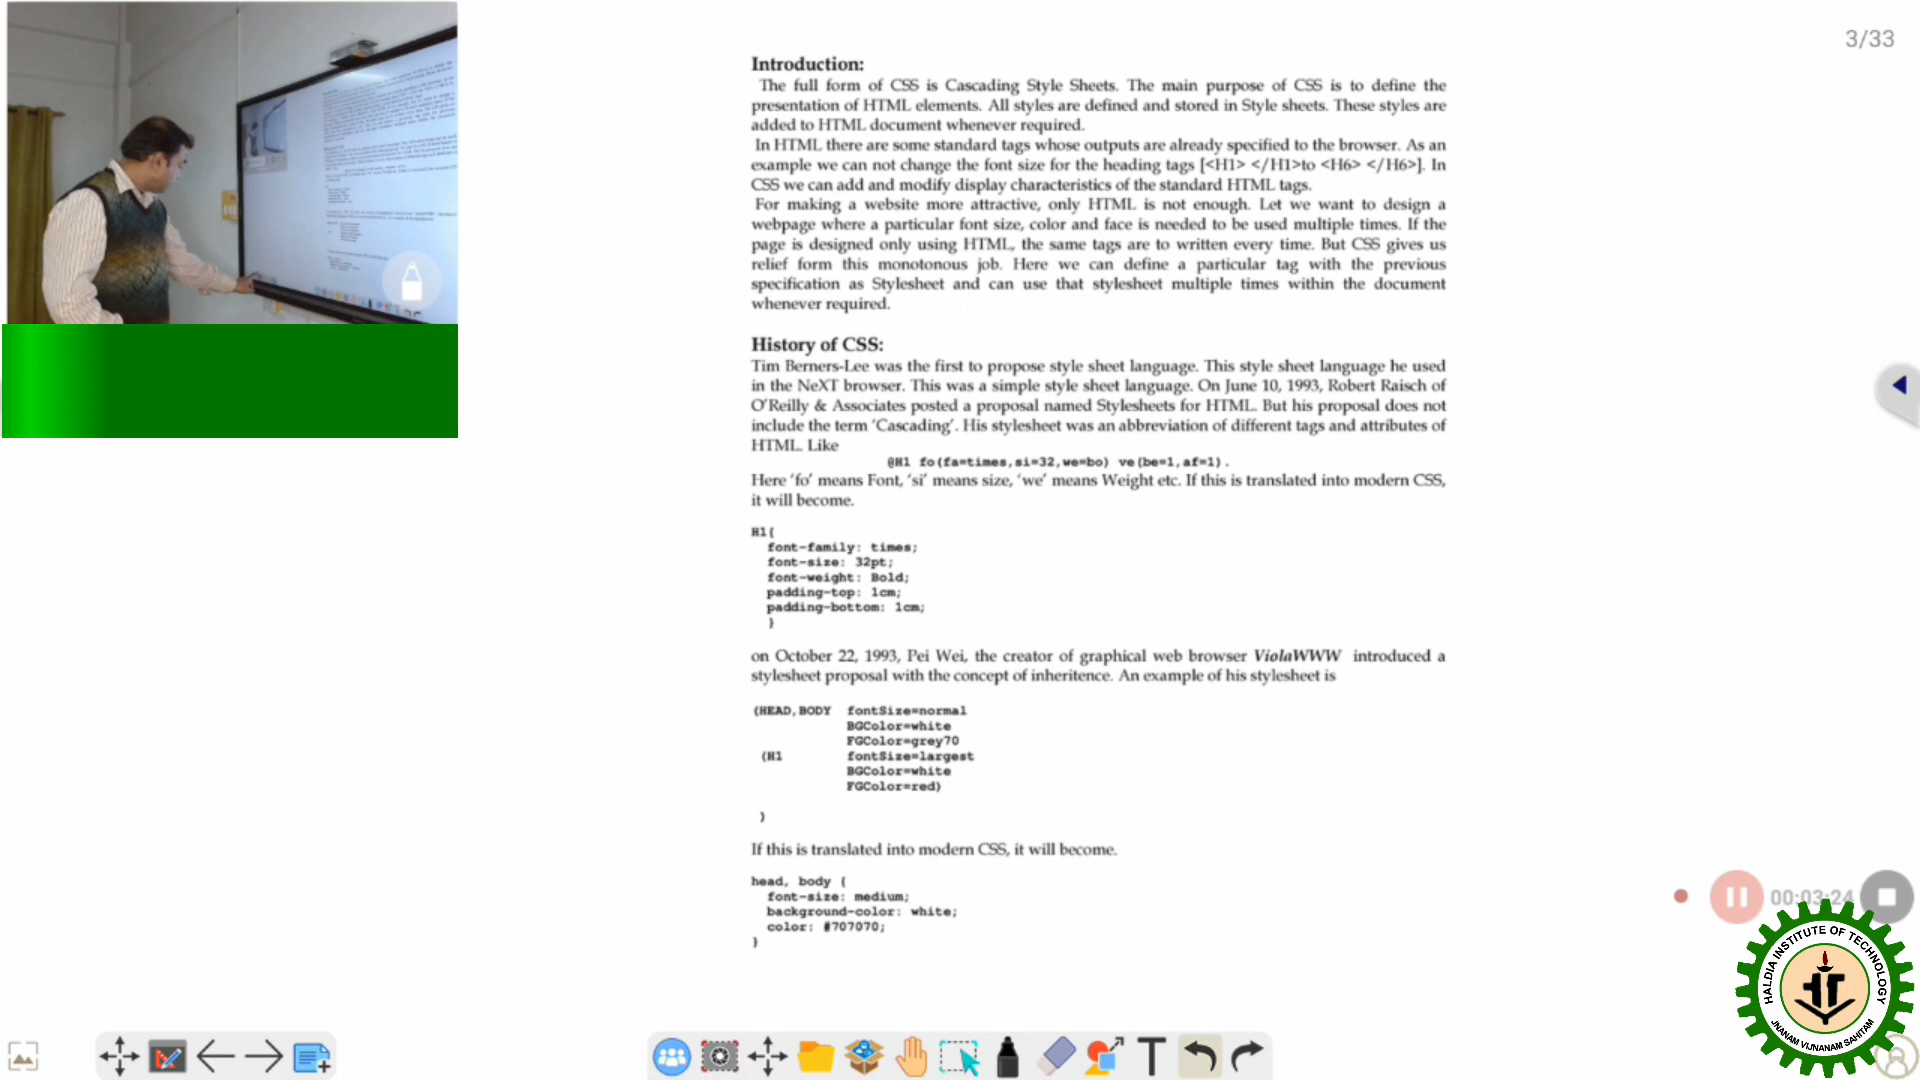 3/33
Introduction:
The full form of CSS is Cascading Style Sheets. The main purpose of CSS is to define the
presentation of HTML elements. All styles are defined and stored in Style sheets. These styles are
added to HTML document whenever required.
In HTML there are some standard tags whose outputs are already specified to the browser. As an
example we can not change the font size for the heading tags [<H1> </H1>to <H6> </H6>]. In
CSS we can add and modify display characteristics of the standard HTML tags.
For making a website more attractive, only HTML is not enough. Let we want to design a
webpage where a particular font size, color and face is needed to be used multiple times. If the
page is designed only using HTML, the same tags are to written every time. But CSS gives us
relief form this monotonous job. Here we can define a particular tag with the previous
specification as Stylesheet and can use that stylesheet multiple times within the document
whenever required.
History of CSS:
Tim Berners-Lee was the first to propose style sheet language. This style sheet language he used
in the NeXT browser. This was a simple style sheet language. On June 10, 1993, Robert Raisch of
O'Reilly & Associates posted a proposal named Stylesheets for HTML. But his proposal does not
include the term 'Cascading'. His stylesheet was an abbreviation of different tags and attributes of
HTML. Like
@H1 fo(fa=times,si=32,we=bo) ve(be=1,af=1).
Here 'fo' means Font, 'si' means size, 'we' means Weight etc. If this is translated into modern CSS,
it will become.
H1{
font-family: times;
font-size: 32pt;
font-weight: Bold;
padding-top: 1cm;
padding-bottom: 1cm;
}
on October 22, 1993, Pei Wei, the creator of graphical web browser ViolaWWW introduced a
stylesheet proposal with the concept of inheritence. An example of his stylesheet is
(HEAD,BODY fontSize=normal
BGColor=white
FGColor=grey70
(H1 fontSize=largest
BGColor=white
FGColor=red)
)
If this is translated into modern CSS, it will become.
head, body {
font-size: medium;
background-color: white;
color: #707070;
}
00:03:24
HALDIA INSTITUTE OF TECHNOLOGY
JNANAM VIJNANAM SAHITAM
T